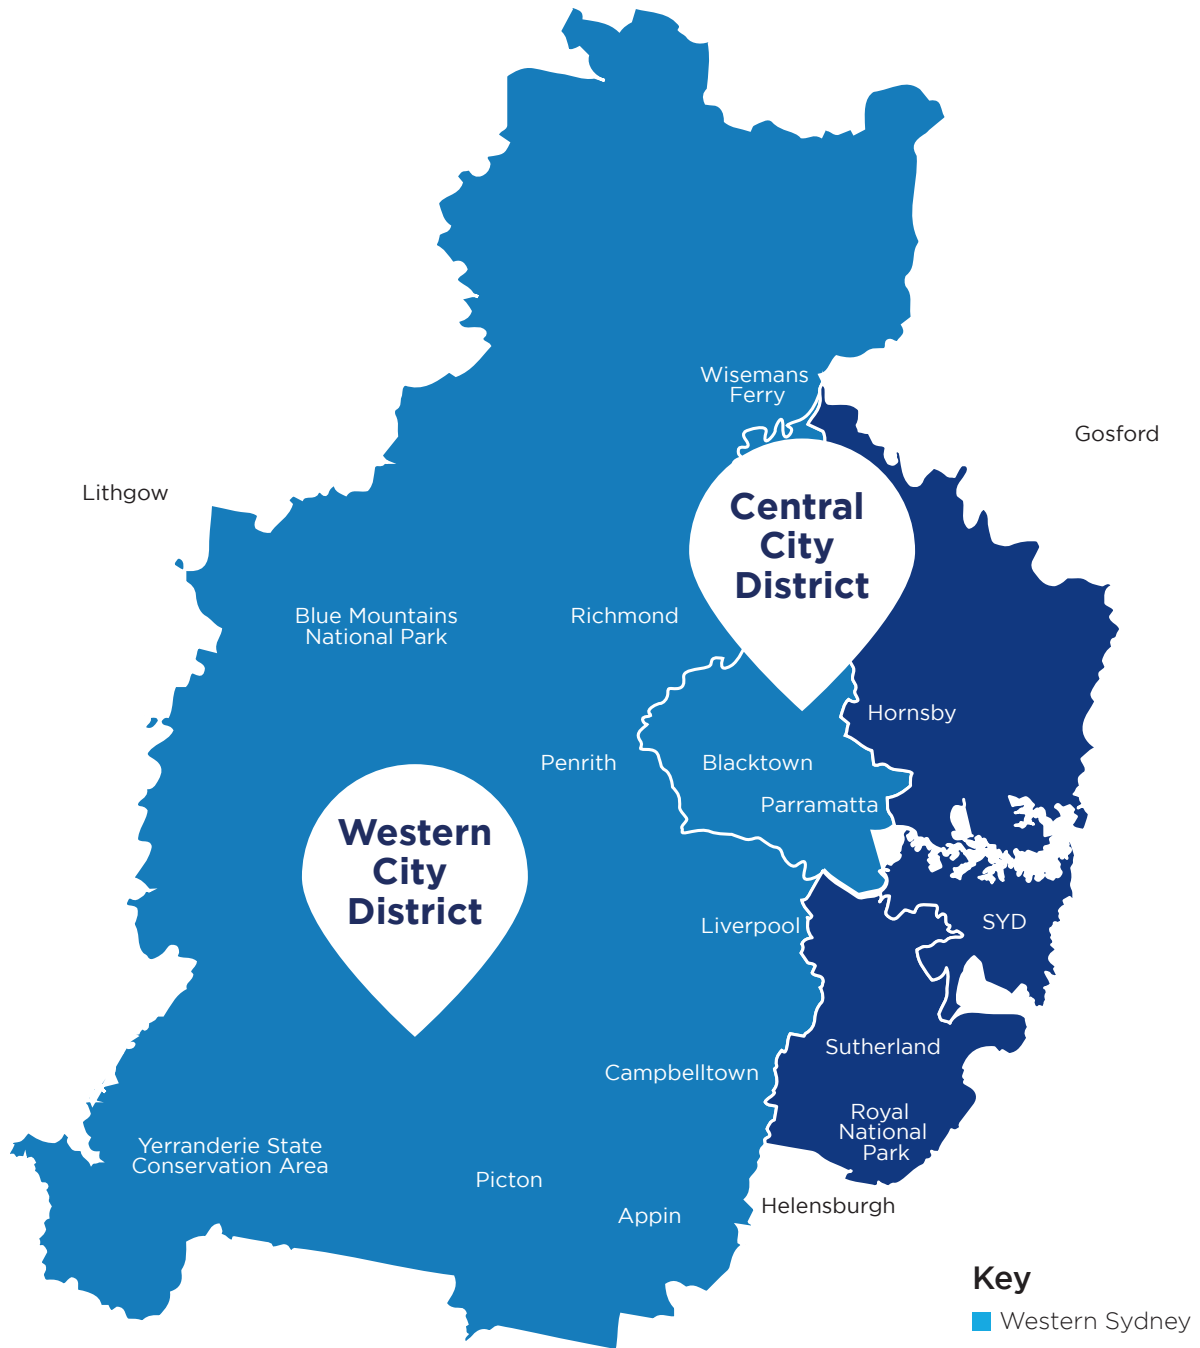 Wisemans
Ferry
Gosford
Lithgow
Central
City
District
Blue Mountains
National Park
Richmond
Hornsby
Penrith
Blacktown
Parramatta
Western
City
District
Liverpool
SYD
Sutherland
Campbelltown
Royal
National
Park
Yerranderie State
Conservation Area
Picton
Appin
Helensburgh
Key
Western Sydney